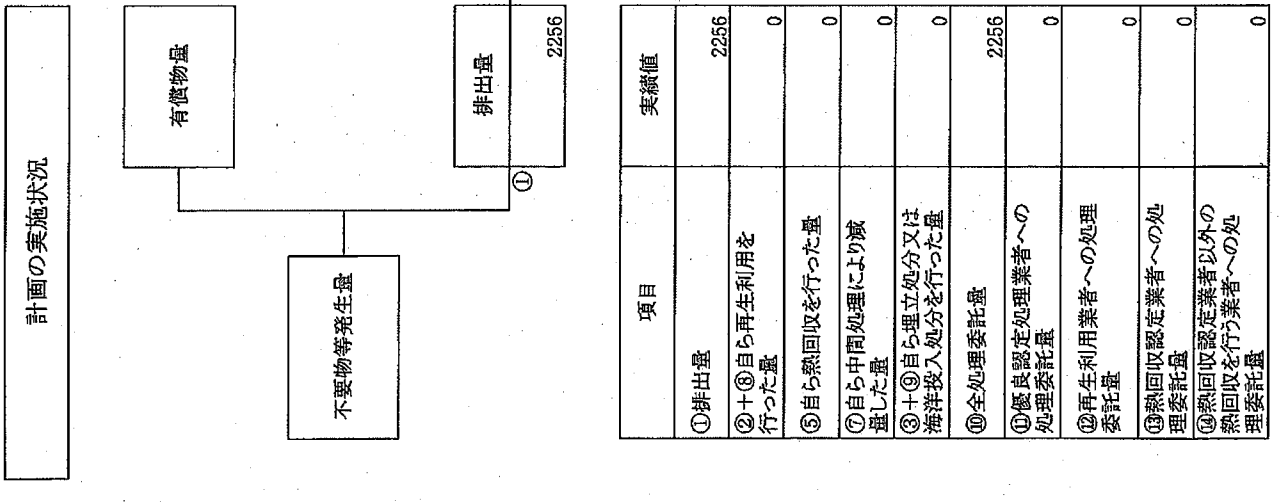 計画の実施状況
有償物量
不要物等発生量
①
排出量
2256
項目
実績値
①排出量
2256
②+⑧自ら再生利用を
行った量
0
⑤自ら熱回収を行った量
0
⑦自ら中間処理により減
量した量
0
③+⑨自ら埋立処分又は
海洋投入処分を行った量
0
⑩全処理委託量
2256
⑪優良認定処理業者への
処理委託量
0
⑫再生利用業者への処理
委託量
0
⑬熱回収認定業者への処
理委託量
0
⑭熱回収認定業者以外の
熱回収を行う業者への処
理委託量
0